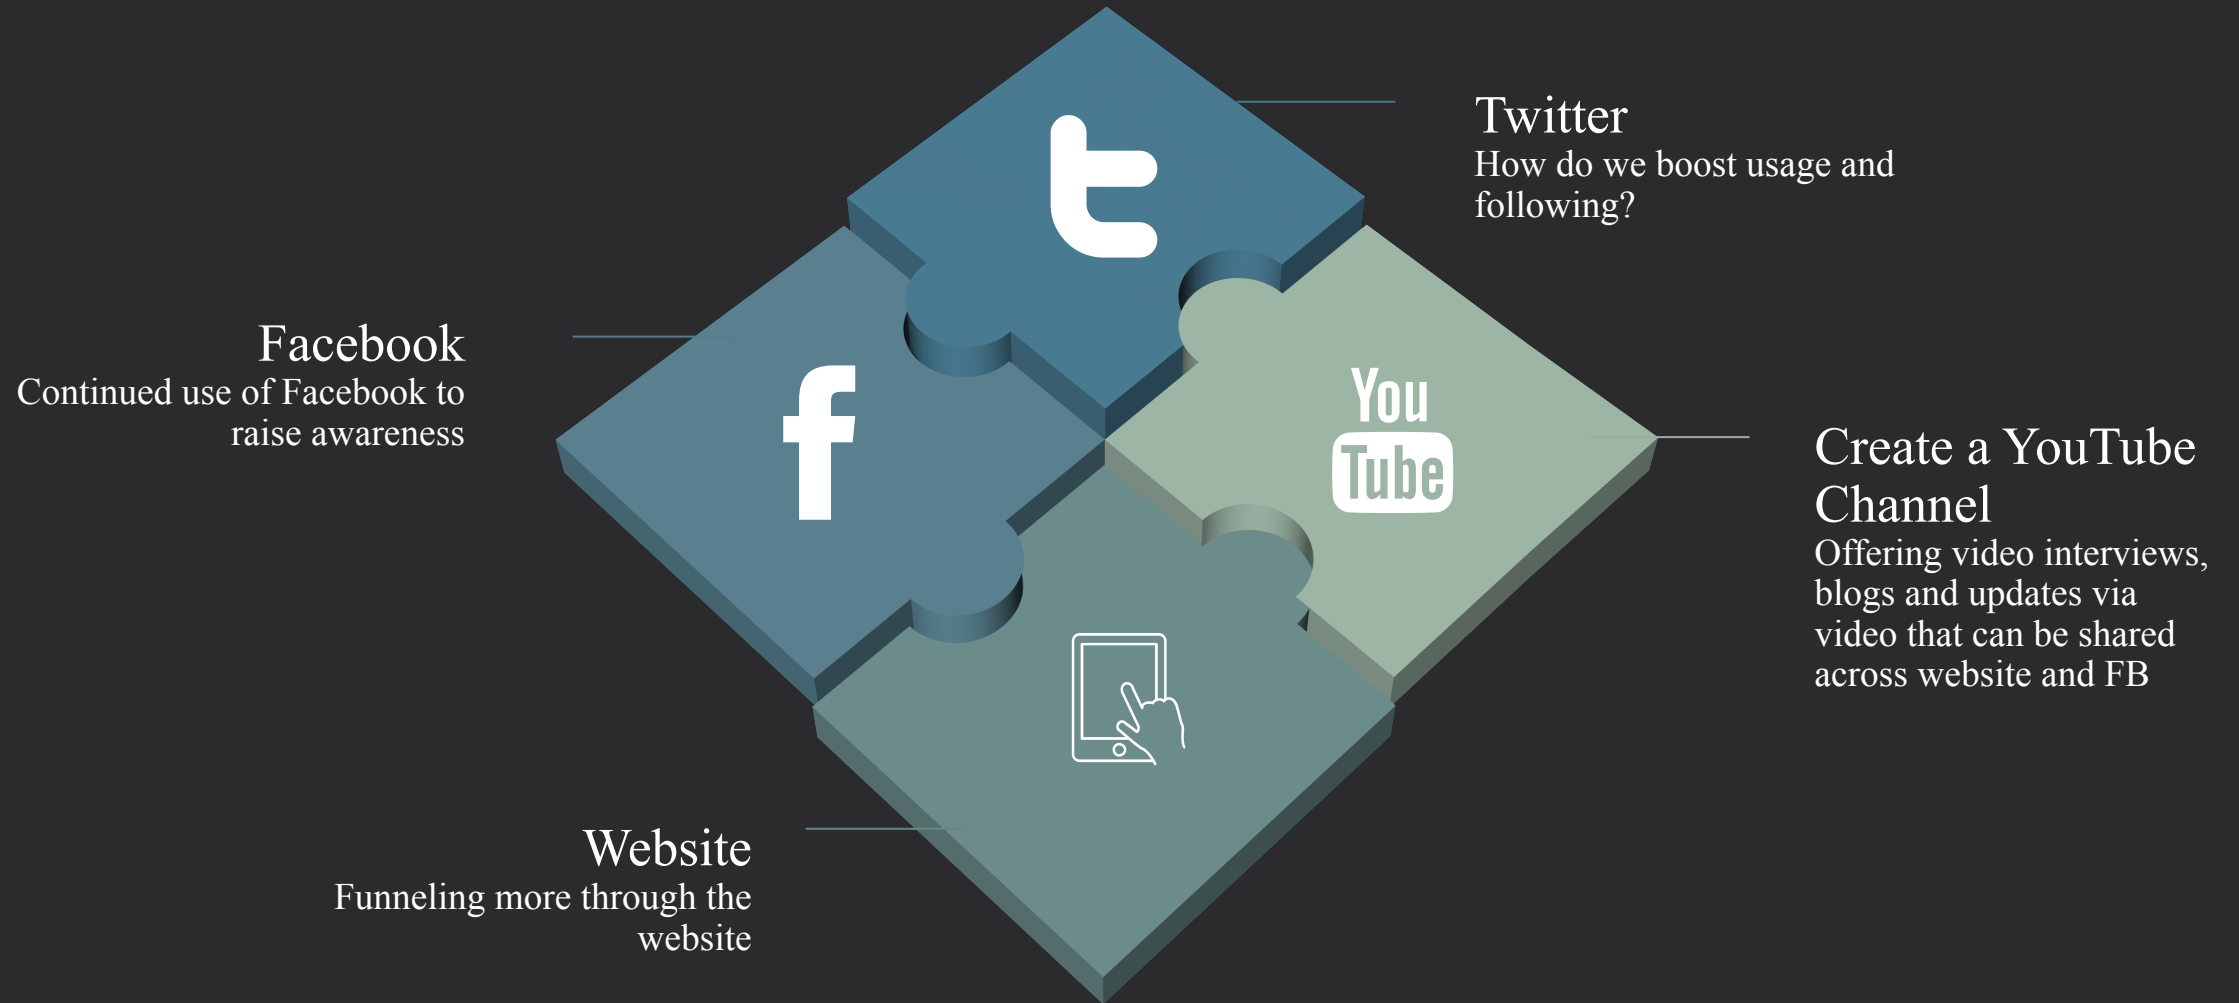 Twitter
How do we boost usage and
following?
Facebook
Continued use of Facebook to
raise awareness
You
Tube
Create a YouTube
Channel
Offering video interviews,
blogs and updates via
video that can be shared
across website and FB
Website
Funneling more through the
website